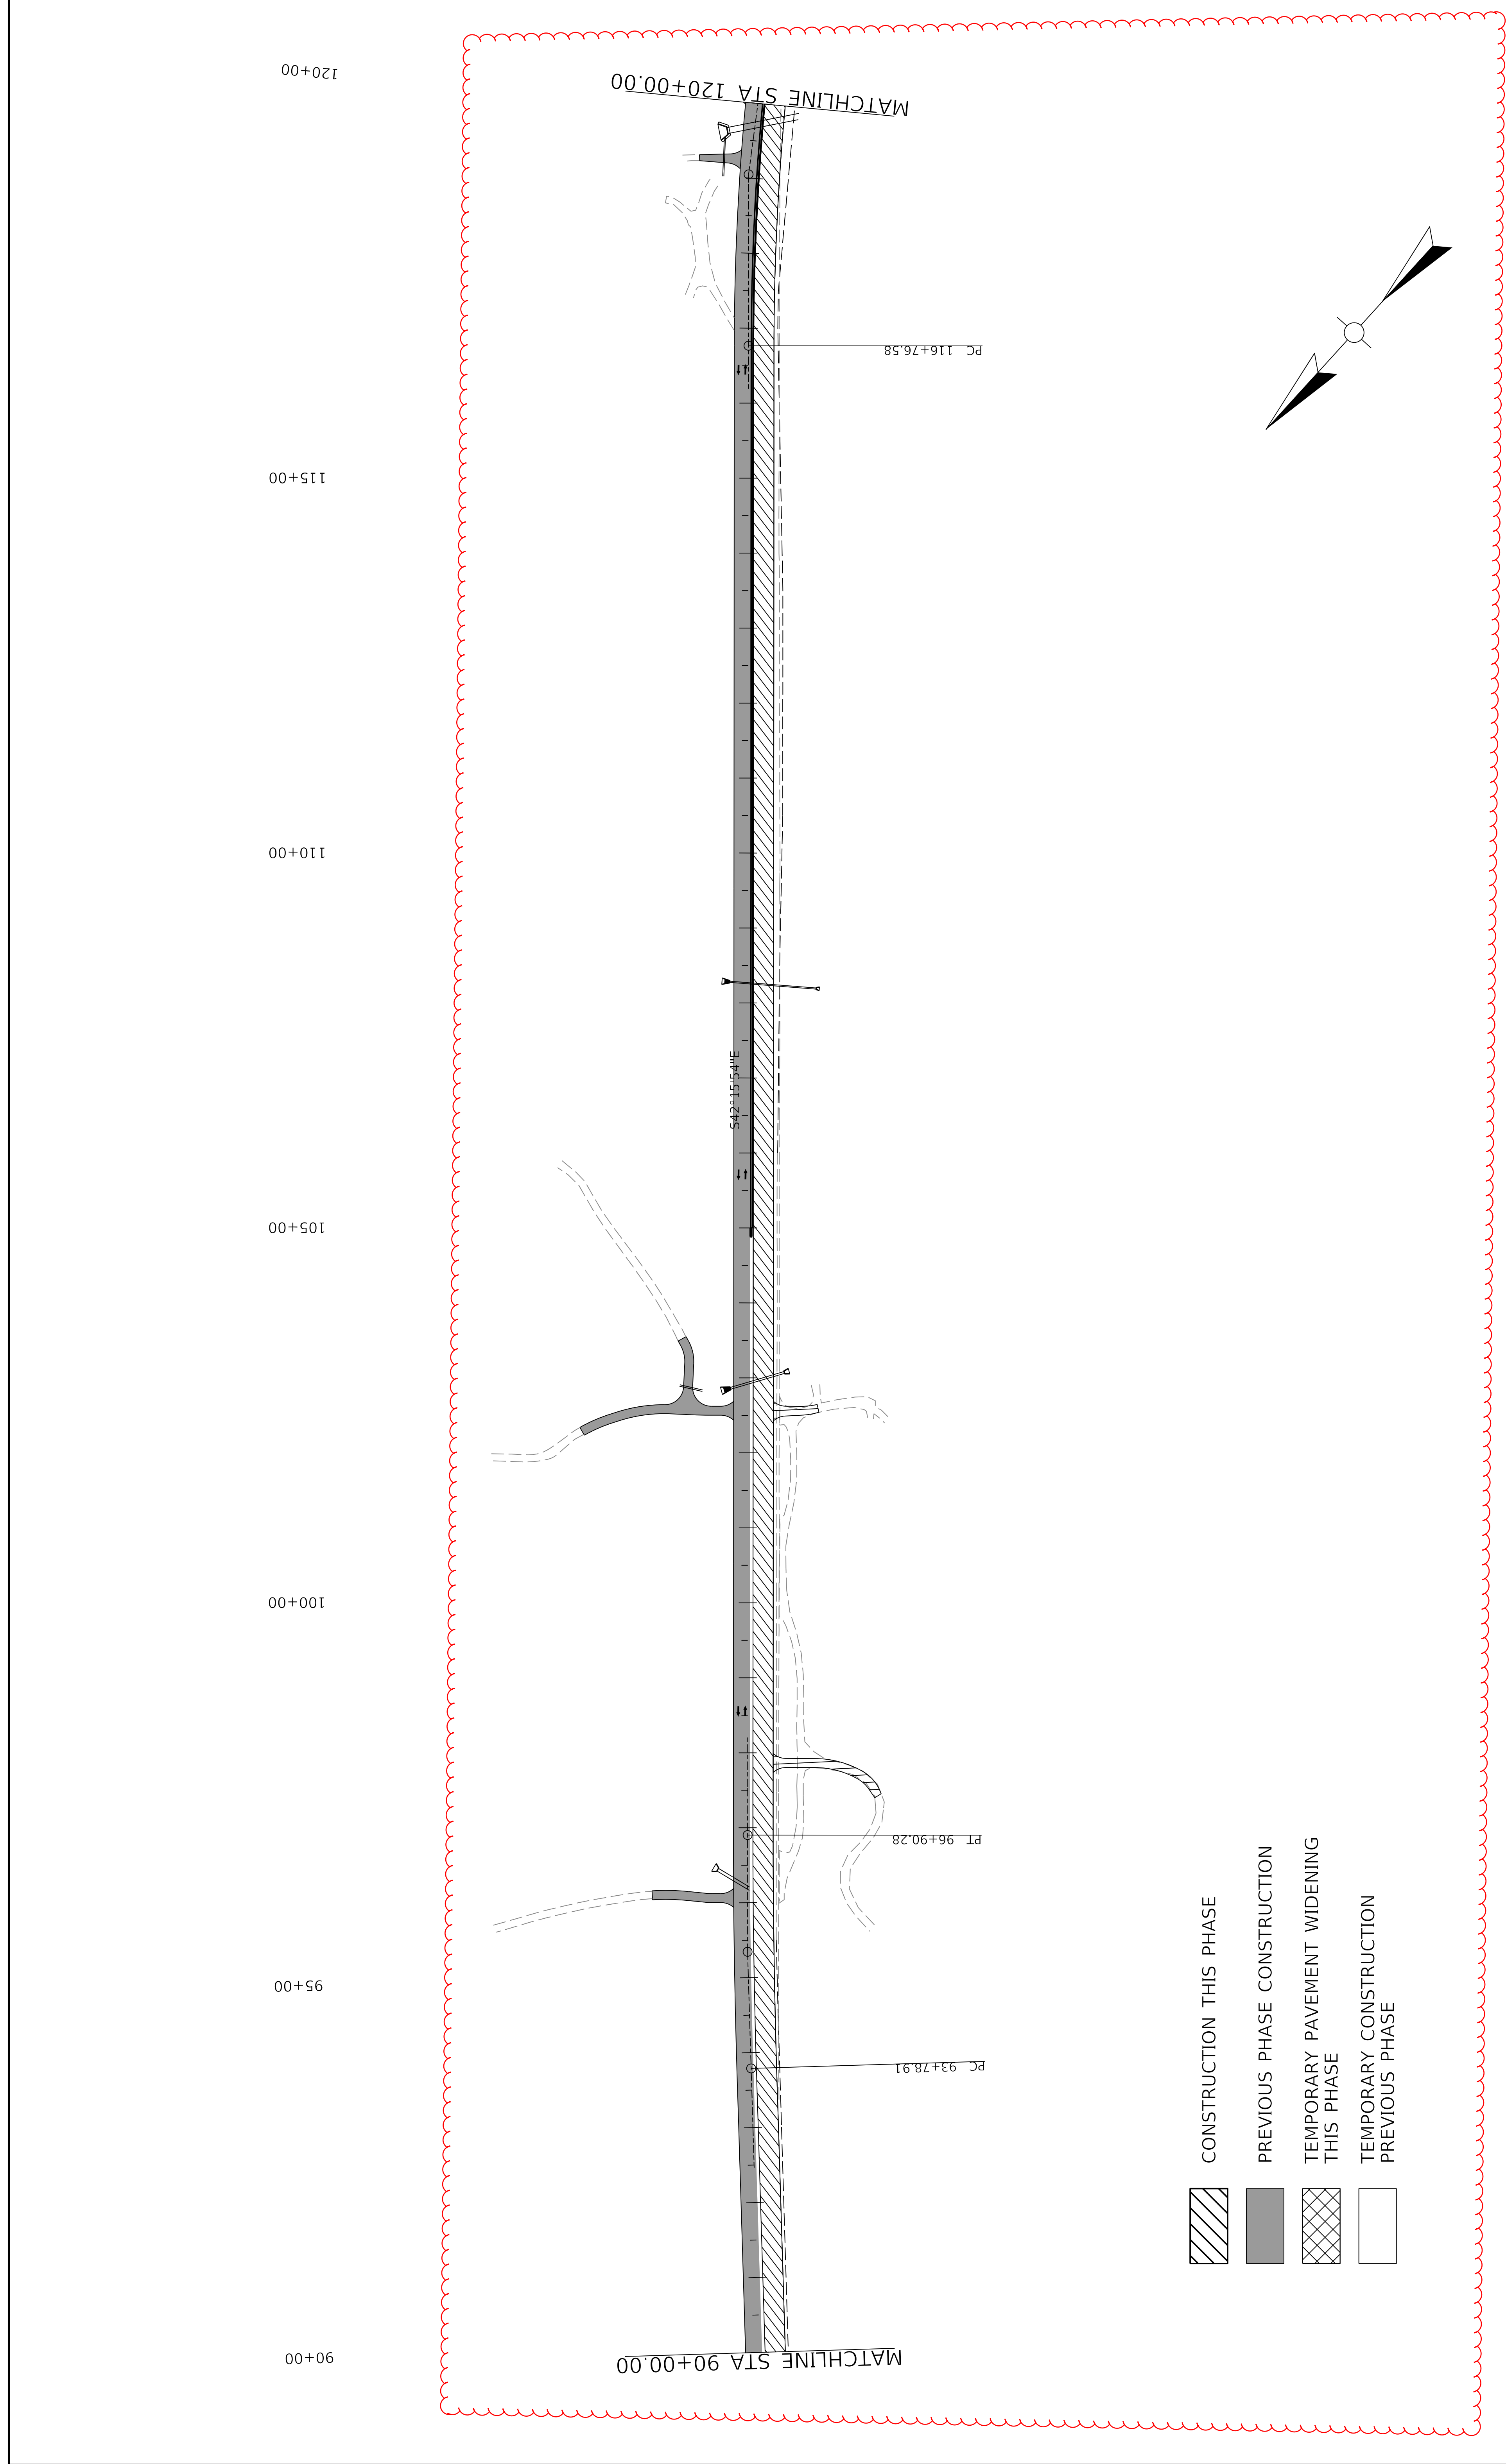 120+00
MATCHLINE STA 120+00.00
PC 116+76.58
115+00
110+00
S42°15'54"E
105+00
100+00
PT 96+90.28
95+00
PC 93+78.91
90+00
MATCHLINE STA 90+00.00
CONSTRUCTION THIS PHASE
PREVIOUS PHASE CONSTRUCTION
TEMPORARY PAVEMENT WIDENING
THIS PHASE
TEMPORARY CONSTRUCTION
PREVIOUS PHASE